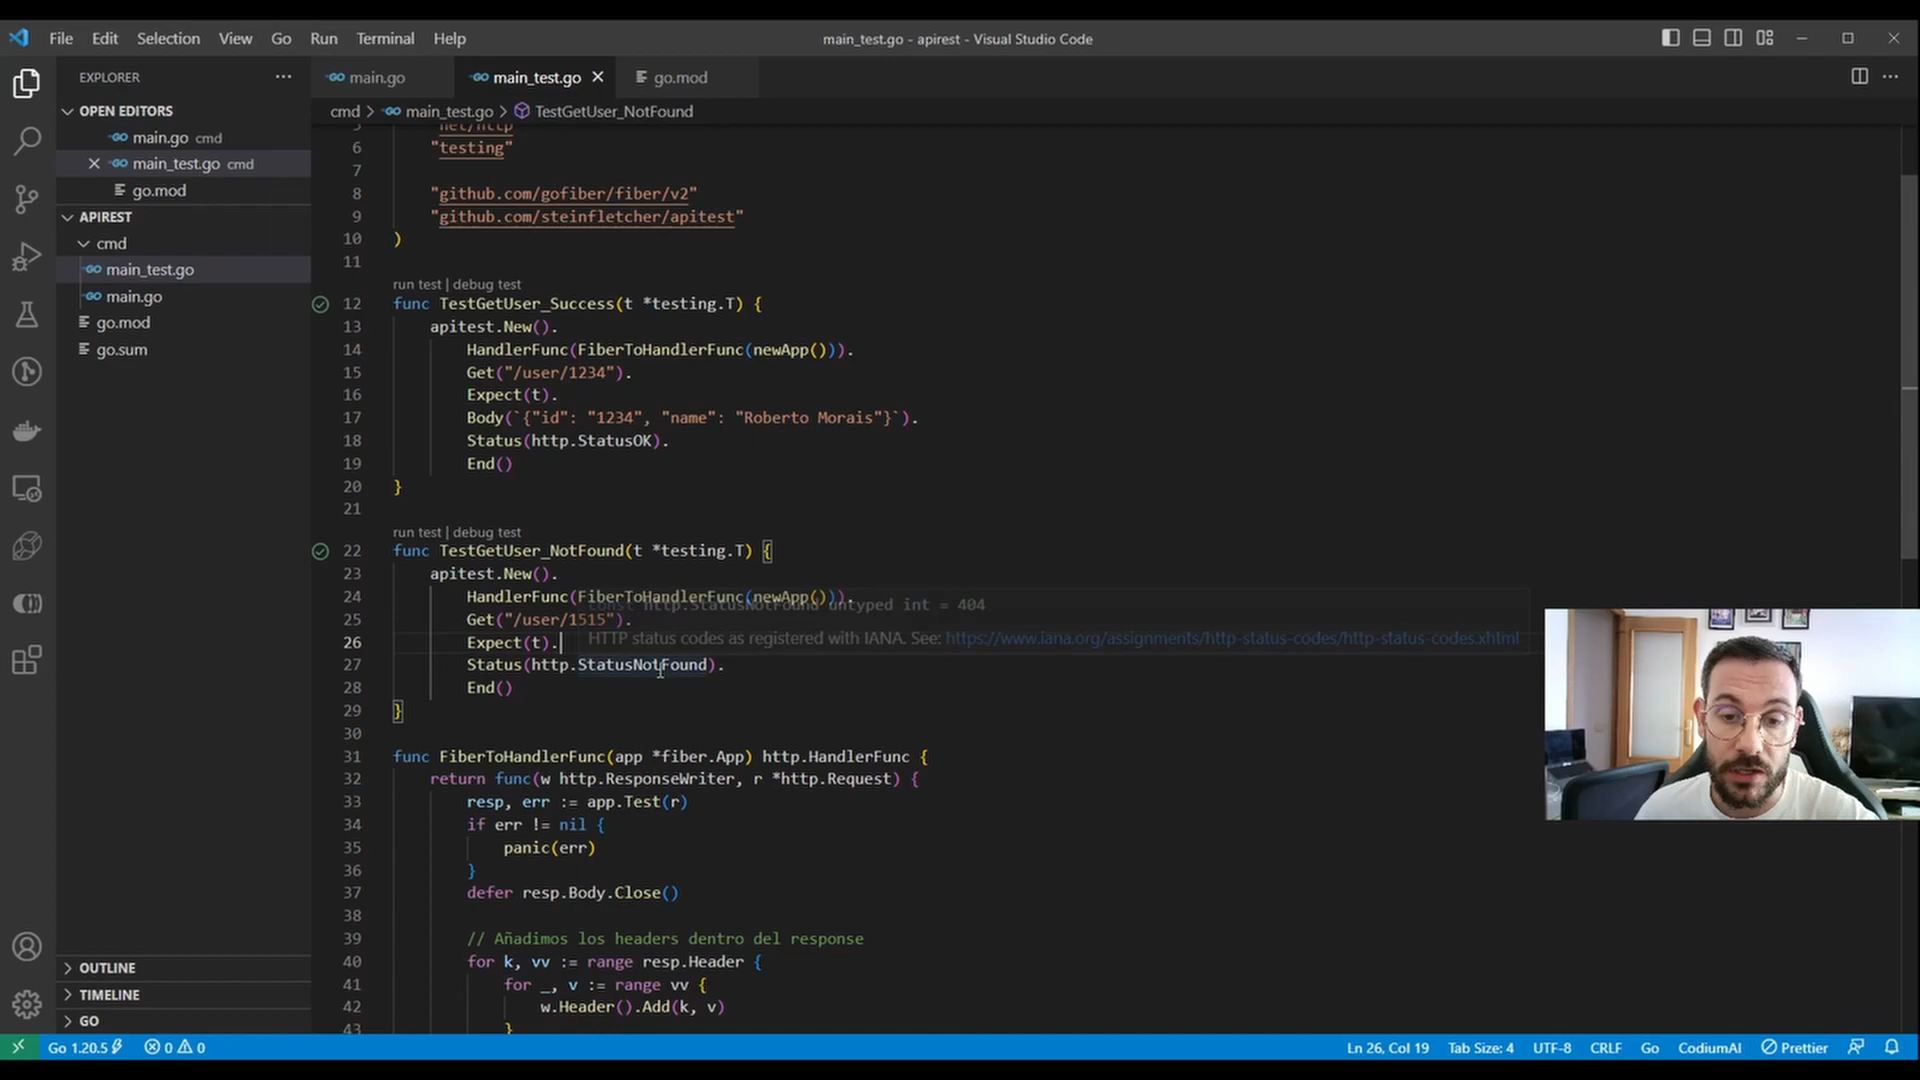 File Edit Selection View Go Run Terminal Help
main_test.go - apirest - Visual Studio Code
EXPLORER
OPEN EDITORS
main.go cmd
main_test.go cmd
go.mod
APIREST
cmd
main_test.go
main.go
go.mod
go.sum
OUTLINE
TIMELINE
GO
main.go
main_test.go
go.mod
cmd > main_test.go > TestGetUser_NotFound
5 "net/http"
6 "testing"
7
8 "github.com/gofiber/fiber/v2"
9 "github.com/steinfletcher/apitest"
10 )
11
run test | debug test
12 func TestGetUser_Success(t *testing.T) {
13 apitest.New().
14 HandlerFunc(FiberToHandlerFunc(newApp())).
15 Get("/user/1234").
16 Expect(t).
17 Body(`{"id": "1234", "name": "Roberto Morais"}`).
18 Status(http.StatusOK).
19 End()
20 }
21
run test | debug test
22 func TestGetUser_NotFound(t *testing.T) {
23 apitest.New().
24 HandlerFunc(FiberToHandlerFunc(newApp())).
const http.StatusNotFound untyped int = 404
25 Get("/user/1515").
26 Expect(t).
HTTP status codes as registered with IANA. See: https://www.iana.org/assignments/http-status-codes/http-status-codes.xhtml
27 Status(http.StatusNotFound).
28 End()
29 }
30
31 func FiberToHandlerFunc(app *fiber.App) http.HandlerFunc {
32 return func(w http.ResponseWriter, r *http.Request) {
33 resp, err := app.Test(r)
34 if err != nil {
35 panic(err)
36 }
37 defer resp.Body.Close()
38
39 // Añadimos los headers dentro del response
40 for k, vv := range resp.Header {
41 for _, v := range vv {
42 w.Header().Add(k, v)
43 }
Go 1.20.5 0 0
Ln 26, Col 19 Tab Size: 4 UTF-8 CRLF Go CodiumAI Prettier